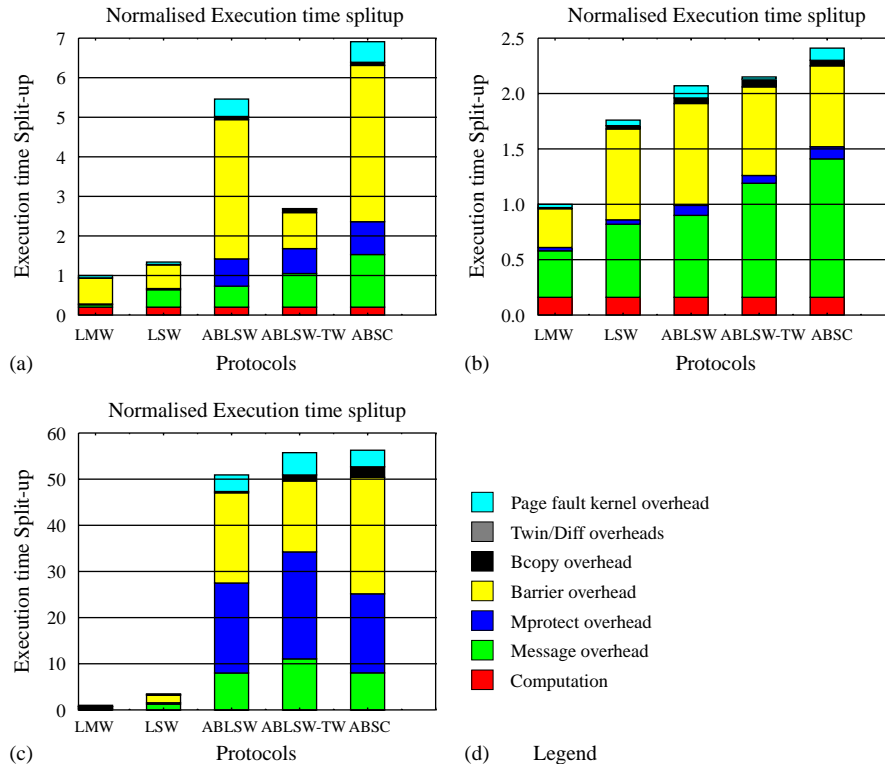 Normalised Execution time splitup
7
6
5
4
3
2
1
0
Execution time Split-up
LMW LSW ABLSW ABLSW-TW ABSC
(a) Protocols
Normalised Execution time splitup
2.5
2.0
1.5
1.0
0.5
0.0
Execution time Split-up
LMW LSW ABLSW ABLSW-TW ABSC
(b) Protocols
Normalised Execution time splitup
60
50
40
30
20
10
0
Execution time Split-up
LMW LSW ABLSW ABLSW-TW ABSC
(c) Protocols
Page fault kernel overhead
Twin/Diff overheads
Bcopy overhead
Barrier overhead
Mprotect overhead
Message overhead
Computation
(d) Legend